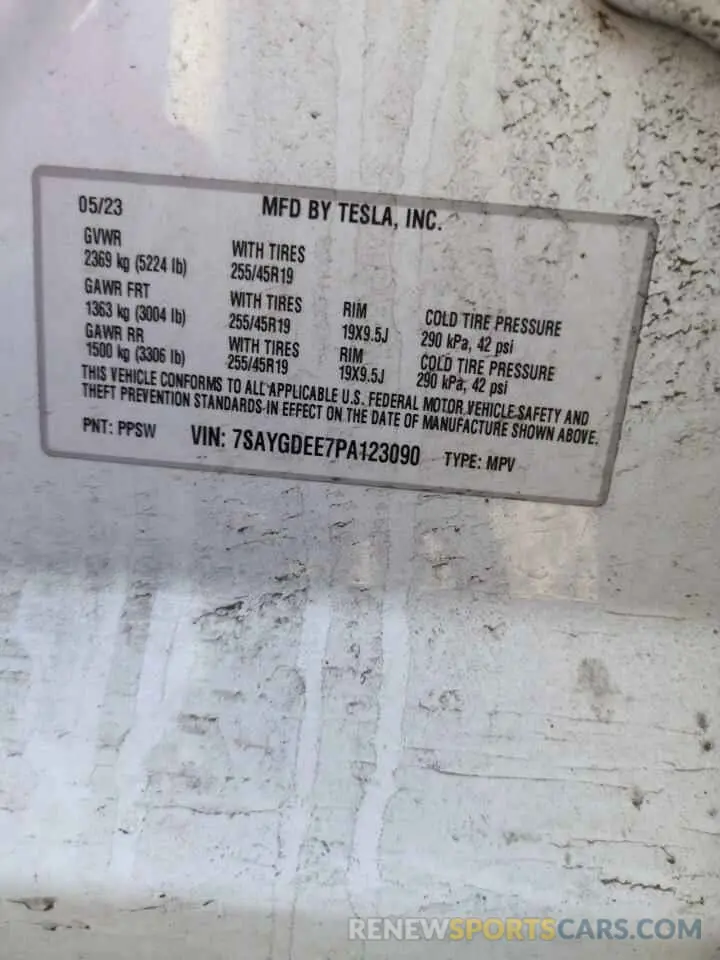 05/23 MFD BY TESLA, INC.
GVWR
2369 kg (5224 lb) WITH TIRES
255/45R19
GAWR FRT
1363 kg (3004 lb) WITH TIRES
255/45R19 RIM
19X9.5J COLD TIRE PRESSURE
290 kPa, 42 psi
GAWR RR
1500 kg (3306 lb) WITH TIRES
255/45R19 RIM
19X9.5J COLD TIRE PRESSURE
290 kPa, 42 psi
THIS VEHICLE CONFORMS TO ALL APPLICABLE U.S. FEDERAL MOTOR VEHICLE SAFETY AND
THEFT PREVENTION STANDARDS IN EFFECT ON THE DATE OF MANUFACTURE SHOWN ABOVE.
PNT: PPSW VIN: 7SAYGDEE7PA123090 TYPE: MPV
RENEWSPORTSCARS.COM